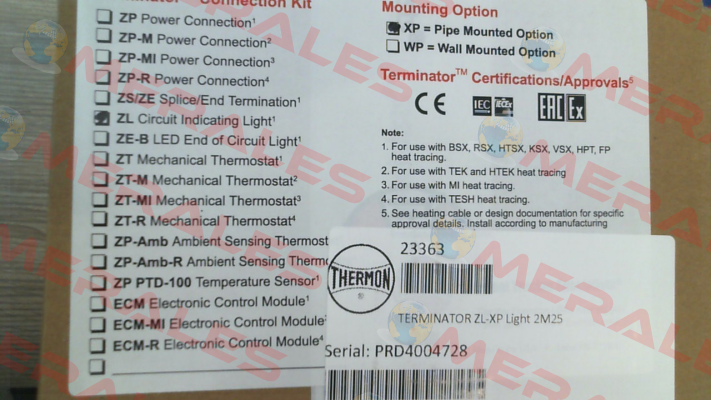 Connection Kit
ZP Power Connection¹
ZP-M Power Connection²
ZP-MI Power Connection³
ZP-R Power Connection⁴
ZS/ZE Splice/End Termination¹
ZL Circuit Indicating Light¹
ZE-B LED End of Circuit Light¹
ZT Mechanical Thermostat¹
ZT-M Mechanical Thermostat²
ZT-MI Mechanical Thermostat³
ZT-R Mechanical Thermostat⁴
ZP-Amb Ambient Sensing Thermost
ZP-Amb-R Ambient Sensing Thermo
ZP PTD-100 Temperature Sensor¹
ECM Electronic Control Module¹
ECM-MI Electronic Control Module
ECM-R Electronic Control Module⁴
Mounting Option
XP = Pipe Mounted Option
WP = Wall Mounted Option
Terminator™ Certifications/Approvals⁵
CE IEC IECEx EAC Ex
Note:
1. For use with BSX, RSX, HTSX, KSX, VSX, HPT, FP
heat tracing.
2. For use with TEK and HTEK heat tracing
3. For use with MI heat tracing.
4. For use with TESH heat tracing.
5. See heating cable or design documentation for specific
approval details. Install according to manufacturing
THERMON
®
23363
TERMINATOR ZL-XP Light 2M25
Serial: PRD4004728
MERALES